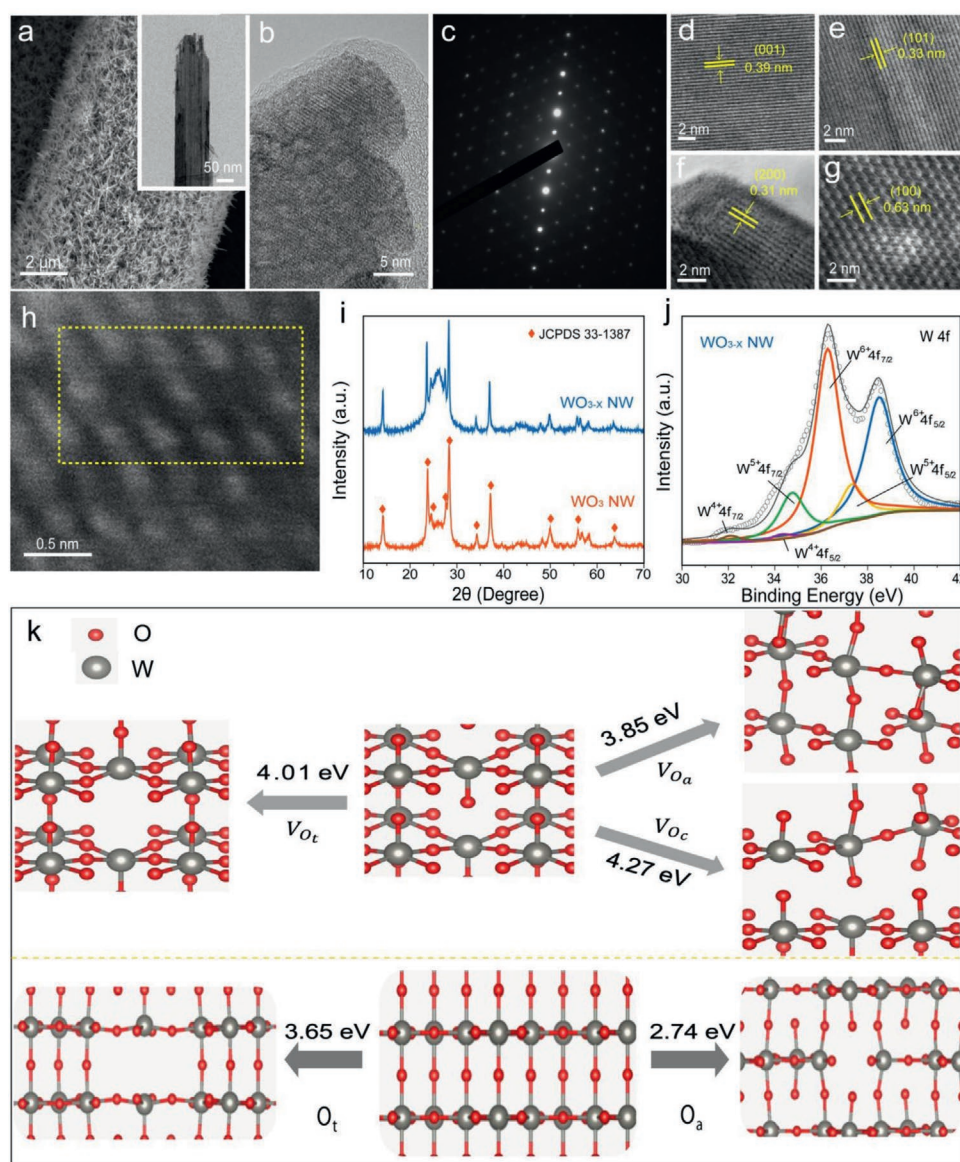 a
50 nm
2 μm
b
5 nm
c
d
(001)
0.39 nm
2 nm
e
(101)
0.33 nm
2 nm
f
(200)
0.31 nm
2 nm
g
(100)
0.63 nm
2 nm
h
0.5 nm
i
Intensity (a.u.)
JCPDS 33-1387
WO3-x NW
WO3 NW
10 20 30 40 50 60 70
2θ (Degree)
j
Intensity (a.u.)
WO3-x NW
W 4f
W6+4f7/2
W6+4f5/2
W5+4f7/2
W5+4f5/2
W4+4f7/2
W4+4f5/2
30 32 34 36 38 40 42
Binding Energy (eV)
k
O
W
4.01 eV
VOt
3.85 eV
VOa
VOc
4.27 eV
3.65 eV
Ot
2.74 eV
Oa